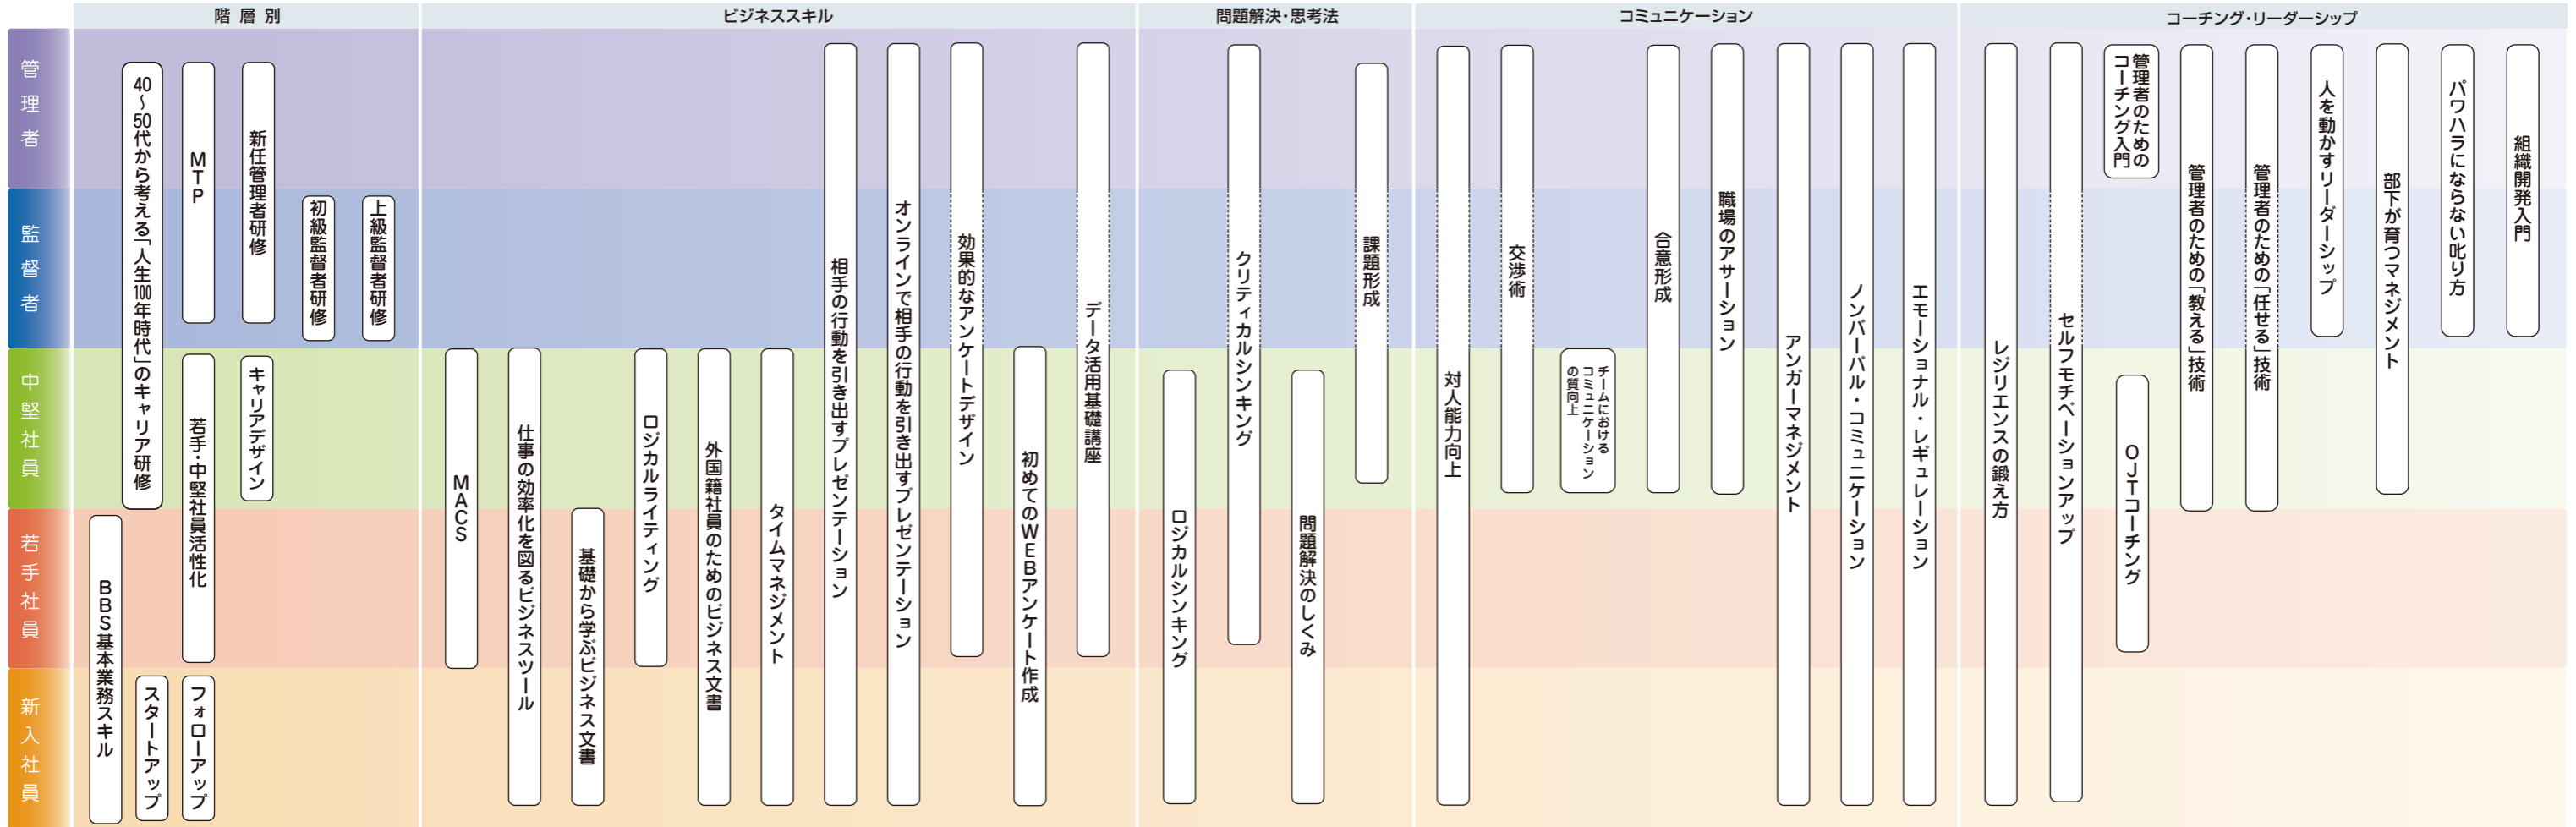 階層別
ビジネススキル
問題解決・思考法
コミュニケーション
コーチング・リーダーシップ
管理者
監督者
中堅社員
若手社員
新入社員
BBS基本業務スキル
40〜50代から考える「人生100年時代」のキャリア研修
スタートアップ
MTP
若手・中堅社員活性化
フォローアップ
新任管理者研修
キャリアデザイン
初級監督者研修
上級監督者研修
MACS
仕事の効率化を図るビジネスツール
基礎から学ぶビジネス文書
ロジカルライティング
外国籍社員のためのビジネス文書
タイムマネジメント
相手の行動を引き出すプレゼンテーション
オンラインで相手の行動を引き出すプレゼンテーション
効果的なアンケートデザイン
初めてのWEBアンケート作成
データ活用基礎講座
ロジカルシンキング
クリティカルシンキング
問題解決のしくみ
課題形成
対人能力向上
交渉術
チームにおける
コミュニケーション
の質向上
合意形成
職場のアサーション
アンガーマネジメント
ノンバーバル・コミュニケーション
エモーショナル・レギュレーション
レジリエンスの鍛え方
セルフモチベーションアップ
管理者のための
コーチング入門
OJTコーチング
管理者のための「教える」技術
管理者のための「任せる」技術
人を動かすリーダーシップ
部下が育つマネジメント
パワハラにならない叱り方
組織開発入門